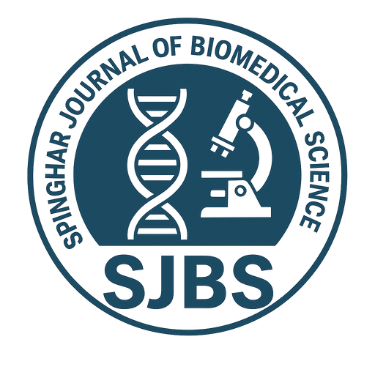 SPINGHAR JOURNAL OF BIOMEDICAL SCIENCE
SJBS